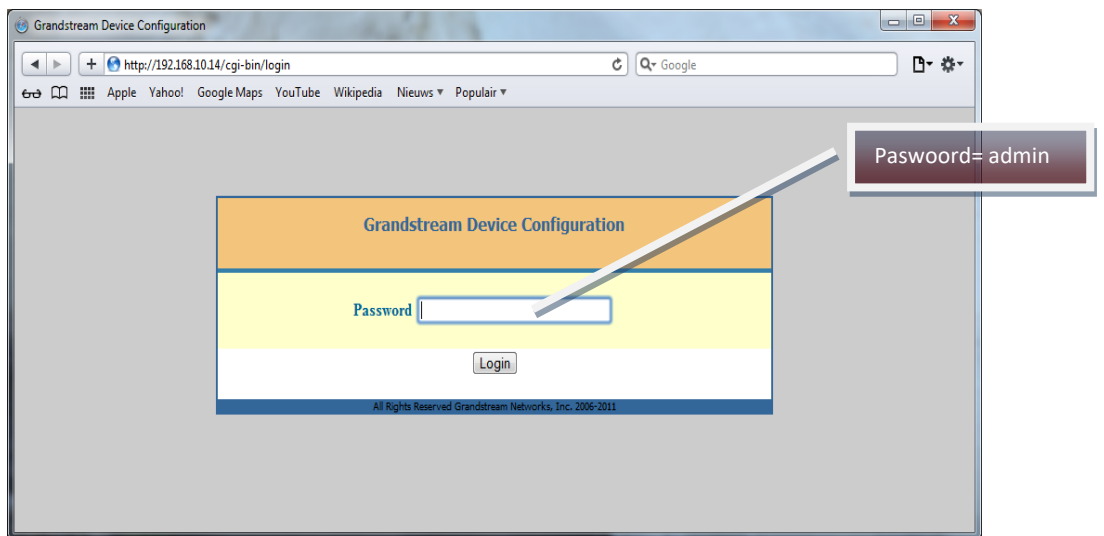 Grandstream Device Configuration
http://192.168.10.14/cgi-bin/login
Google
Apple Yahoo! Google Maps YouTube Wikipedia Nieuws Populair
Paswoord= admin
Grandstream Device Configuration
Password
Login
All Rights Reserved Grandstream Networks, Inc. 2006-2011